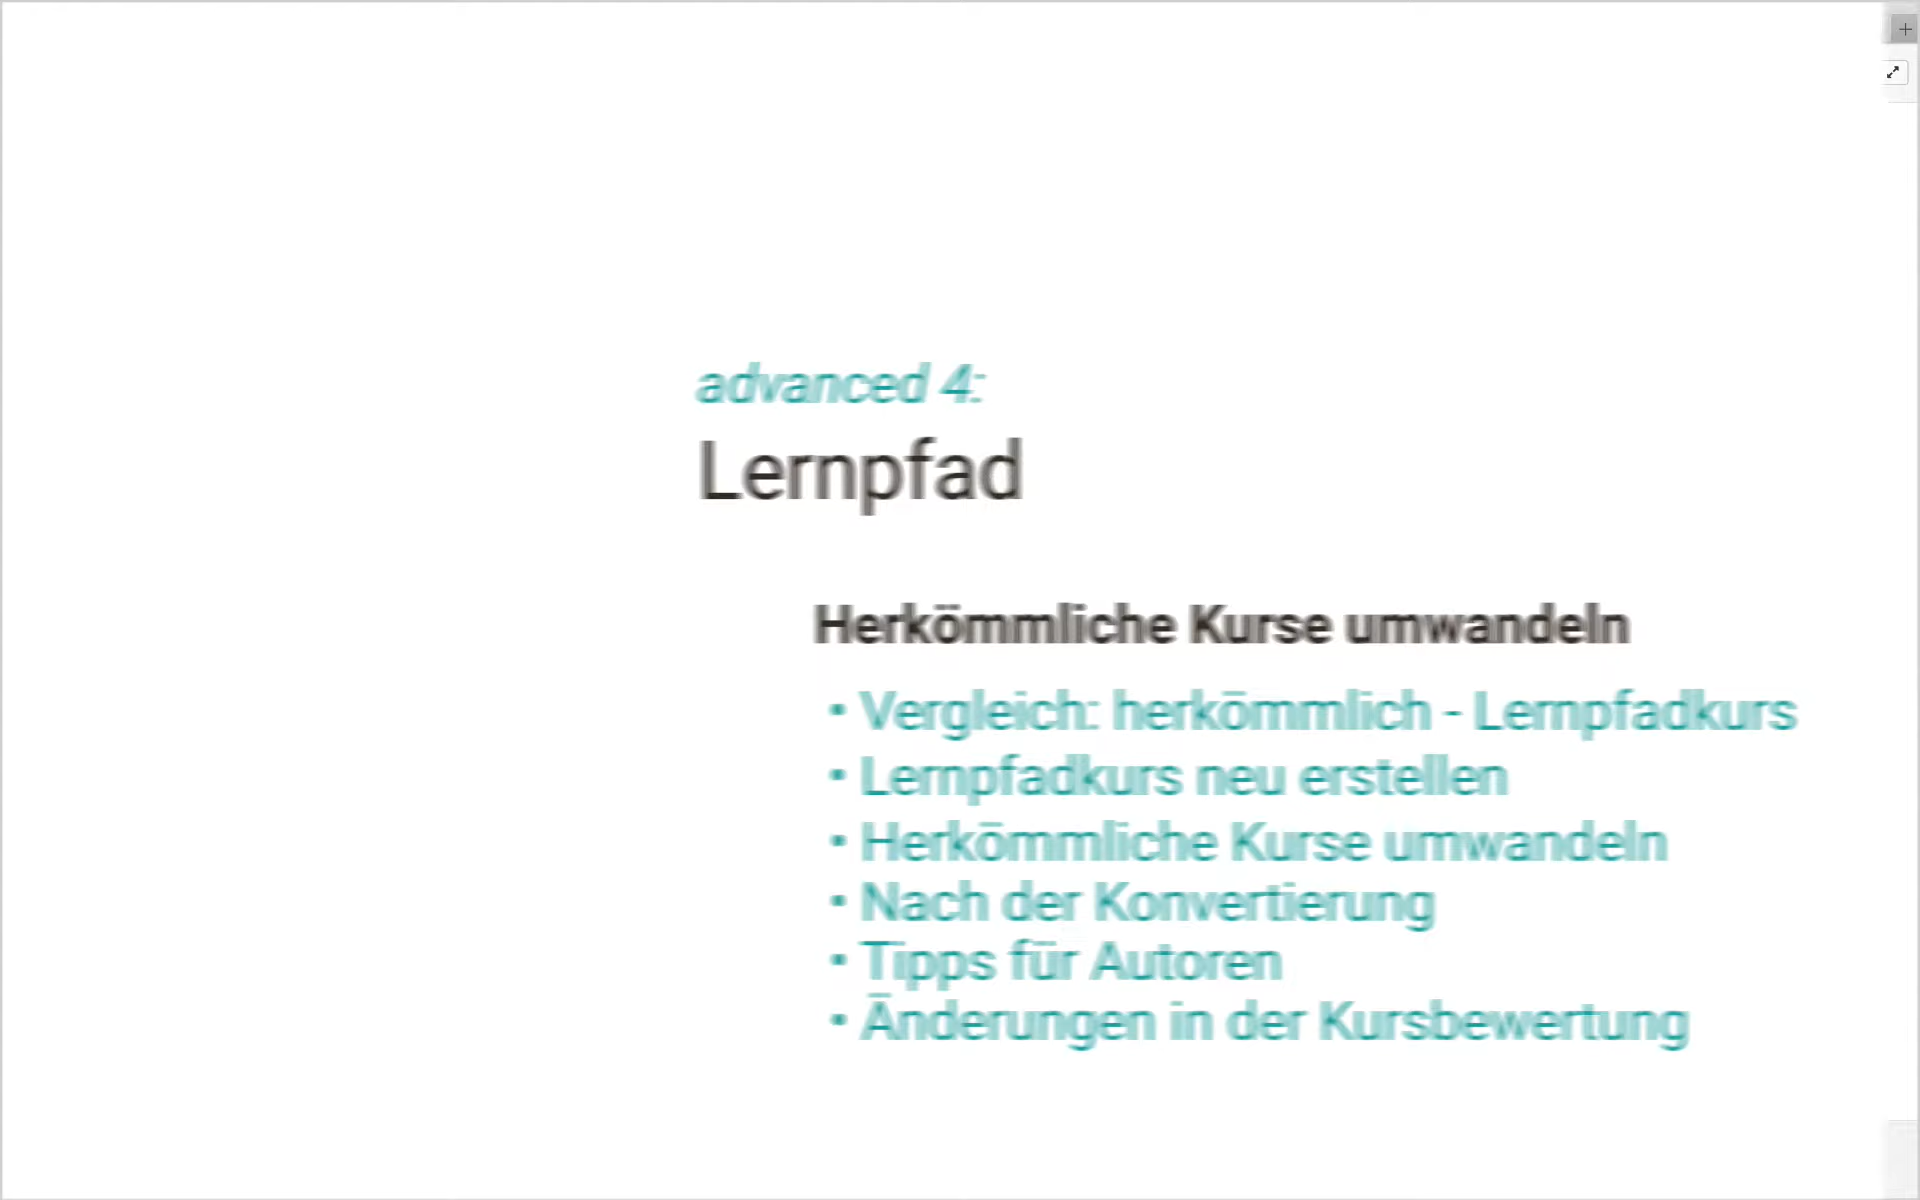 advanced 4:
Lernpfad
Herkömmliche Kurse umwandeln
• Vergleich: herkömmlich - Lernpfadkurs
• Lernpfadkurs neu erstellen
• Herkömmliche Kurse umwandeln
• Nach der Konvertierung
• Tipps für Autoren
• Änderungen in der Kursbewertung